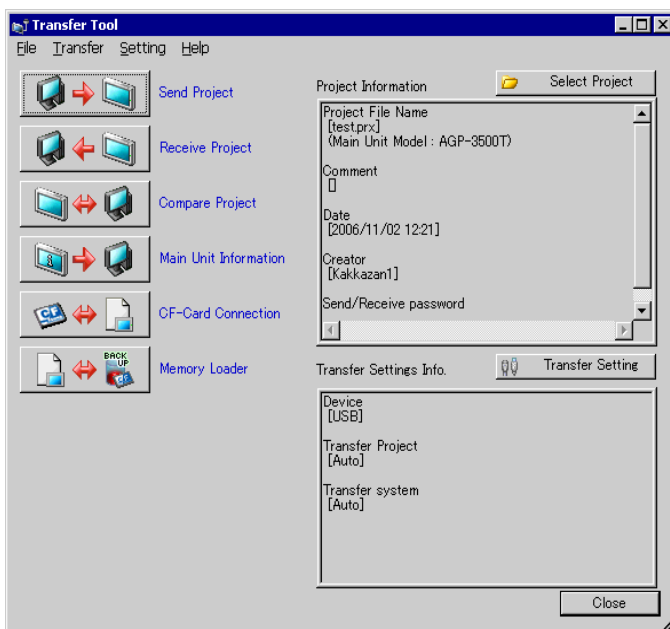 Transfer Tool
File Transfer Setting Help
Send Project
Receive Project
Compare Project
Main Unit Information
CF
CF-Card Connection
BACK
UP
CF
Memory Loader
Project Information
Select Project
Project File Name
[test.prx]
(Main Unit Model : AGP-3500T)
Comment
[]
Date
[2006/11/02 12:21]
Creator
[Kakkazan1]
Send/Receive password
Transfer Settings Info.
Transfer Setting
Device
[USB]
Transfer Project
[Auto]
Transfer system
[Auto]
Close